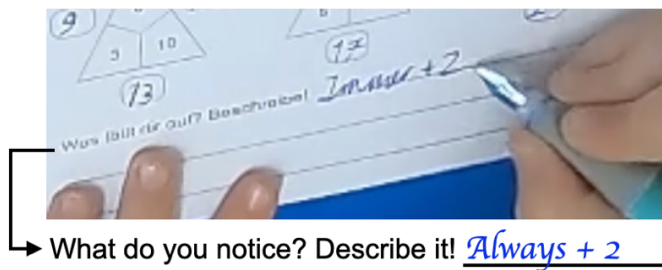 9
3 10
13
17
Was fällt dir auf? Beschreibe! Immer +2
What do you notice? Describe it! Always + 2